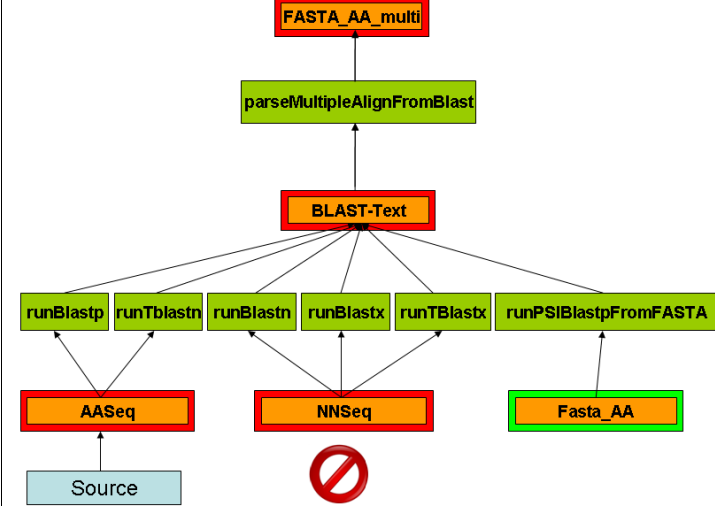 FASTA_AA_multi
parseMultipleAlignFromBlast
BLAST-Text
runBlastp runTblastn runBlastn runBlastx runTBlastx runPSIBlastpFromFASTA
AASeq NNSeq Fasta_AA
Source